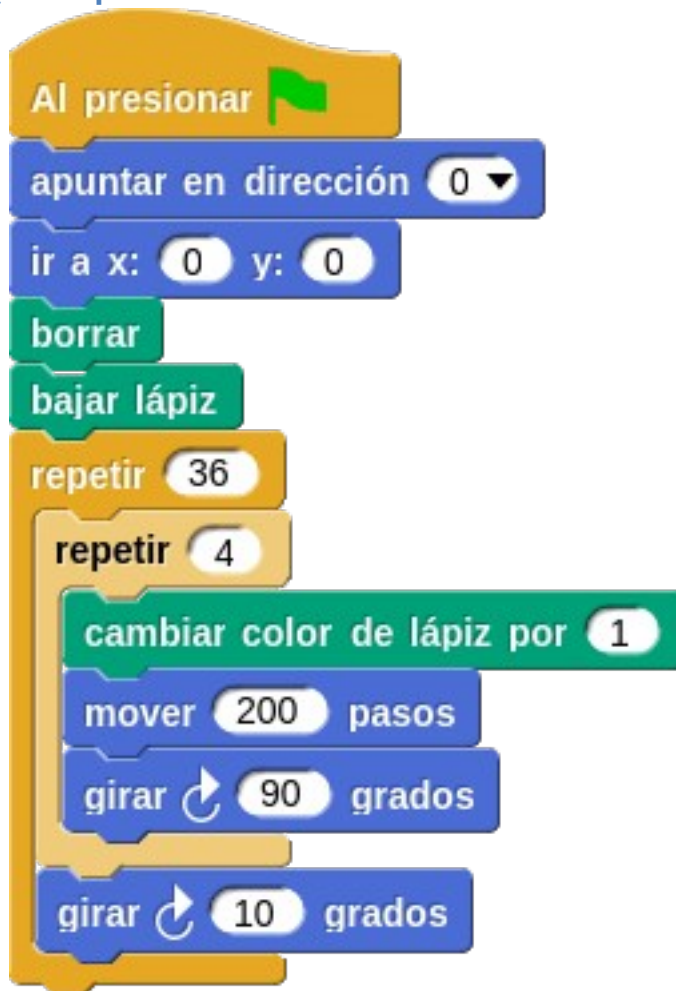 Al presionar
apuntar en dirección 0
ir a x: 0 y: 0
borrar
bajar lápiz
repetir 36
repetir 4
cambiar color de lápiz por 1
mover 200 pasos
girar 90 grados
girar 10 grados